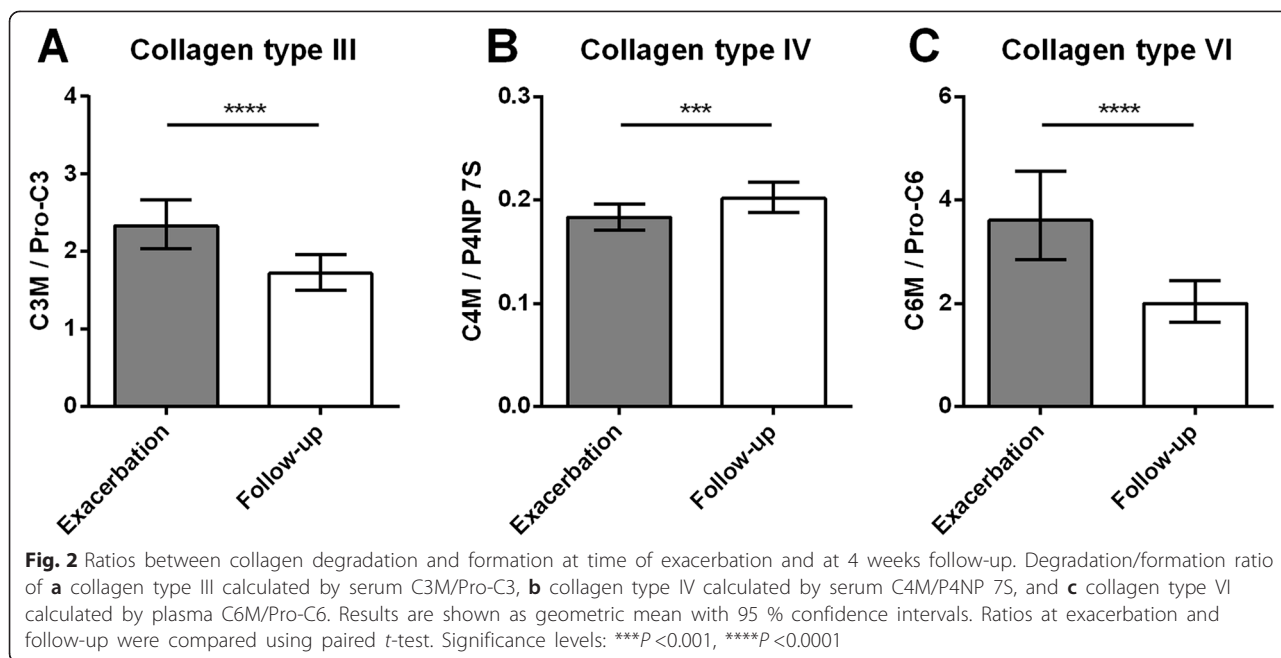 A Collagen type III
4
3
2
1
0
C3M / Pro-C3
****
Exacerbation
Follow-up
B Collagen type IV
0.3
0.2
0.1
0.0
C4M / P4NP 7S
***
Exacerbation
Follow-up
C Collagen type VI
6
4
2
0
C6M / Pro-C6
****
Exacerbation
Follow-up
Fig. 2 Ratios between collagen degradation and formation at time of exacerbation and at 4 weeks follow-up. Degradation/formation ratio
of a collagen type III calculated by serum C3M/Pro-C3, b collagen type IV calculated by serum C4M/P4NP 7S, and c collagen type VI
calculated by plasma C6M/Pro-C6. Results are shown as geometric mean with 95 % confidence intervals. Ratios at exacerbation and
follow-up were compared using paired t-test. Significance levels: ***P <0.001, ****P <0.0001